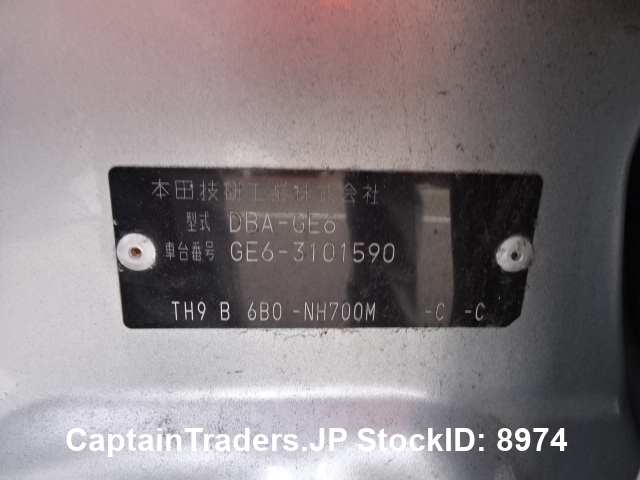 本田技研工業株式会社
型式 DBA-GE6
車台番号 GE6-3101590
TH9 B 6B0 -NH700M -C -C
CaptainTraders.JP StockID: 8974